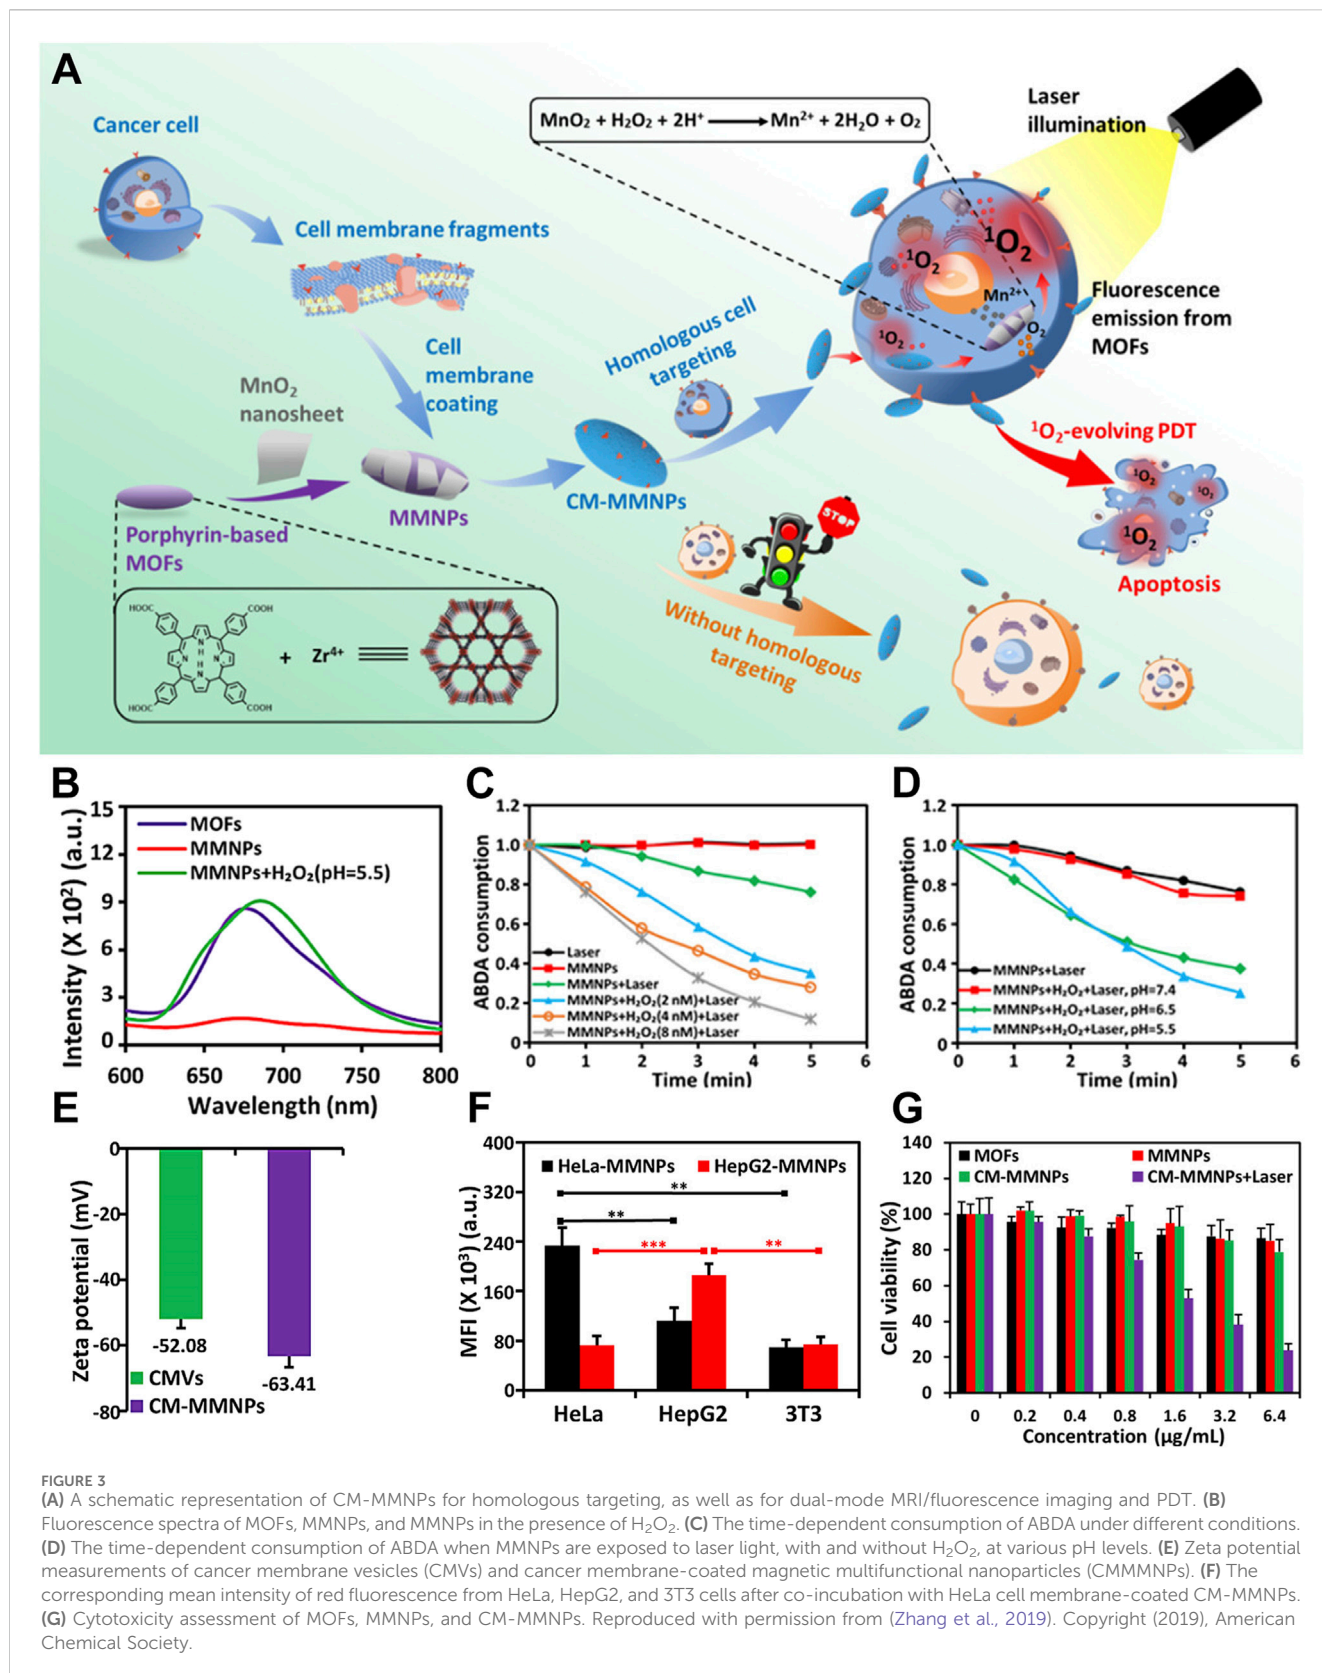 A
MnO₂ + H₂O₂ + 2H⁺ ⟶ Mn²⁺ + 2H₂O + O₂
Laser
illumination
Cancer cell
Cell membrane fragments
¹O₂
¹O₂
Mn²⁺
O₂
¹O₂
Fluorescence
emission from
MOFs
Homologous cell
targeting
Cell
membrane
coating
MnO₂
nanosheet
¹O₂-evolving PDT
¹O₂
¹O₂
¹O₂
Apoptosis
MMNPs
CM-MMNPs
STOP
Porphyrin-based
MOFs
Without homologous
targeting
HOOC
COOH
N
H
N
N
H
N
HOOC
COOH
+ Zr⁴⁺
B
Intensity (X 10²) (a.u.)
15
12
9
6
3
0
MOFs
MMNPs
MMNPs+H₂O₂(pH=5.5)
600 650 700 750 800
Wavelength (nm)
C
ABDA consumption
1.2
1.0
0.8
0.6
0.4
0.2
0
Laser
MMNPs
MMNPs+Laser
MMNPs+H₂O₂(2 nM)+Laser
MMNPs+H₂O₂(4 nM)+Laser
MMNPs+H₂O₂(8 nM)+Laser
0 1 2 3 4 5 6
Time (min)
D
ABDA consumption
1.2
1.0
0.8
0.6
0.4
0.2
0
MMNPs+Laser
MMNPs+H₂O₂+Laser, pH=7.4
MMNPs+H₂O₂+Laser, pH=6.5
MMNPs+H₂O₂+Laser, pH=5.5
0 1 2 3 4 5 6
Time (min)
E
Zeta potential (mV)
0
-20
-40
-60
-80
-52.08
-63.41
CMVs
CM-MMNPs
F
MFI (X 10³) (a.u.)
400
320
240
160
80
0
HeLa-MMNPs HepG2-MMNPs
**
**
*** **
HeLa HepG2 3T3
G
Cell viability (%)
140
120
100
80
60
40
20
0
MOFs MMNPs
CM-MMNPs CM-MMNPs+Laser
0 0.2 0.4 0.8 1.6 3.2 6.4
Concentration (μg/mL)
FIGURE 3
(A) A schematic representation of CM-MMNPs for homologous targeting, as well as for dual-mode MRI/fluorescence imaging and PDT. (B)
Fluorescence spectra of MOFs, MMNPs, and MMNPs in the presence of H₂O₂. (C) The time-dependent consumption of ABDA under different conditions.
(D) The time-dependent consumption of ABDA when MMNPs are exposed to laser light, with and without H₂O₂, at various pH levels. (E) Zeta potential
measurements of cancer membrane vesicles (CMVs) and cancer membrane-coated magnetic multifunctional nanoparticles (CMMMNPs). (F) The
corresponding mean intensity of red fluorescence from HeLa, HepG2, and 3T3 cells after co-incubation with HeLa cell membrane-coated CM-MMNPs.
(G) Cytotoxicity assessment of MOFs, MMNPs, and CM-MMNPs. Reproduced with permission from (Zhang et al., 2019). Copyright (2019), American
Chemical Society.